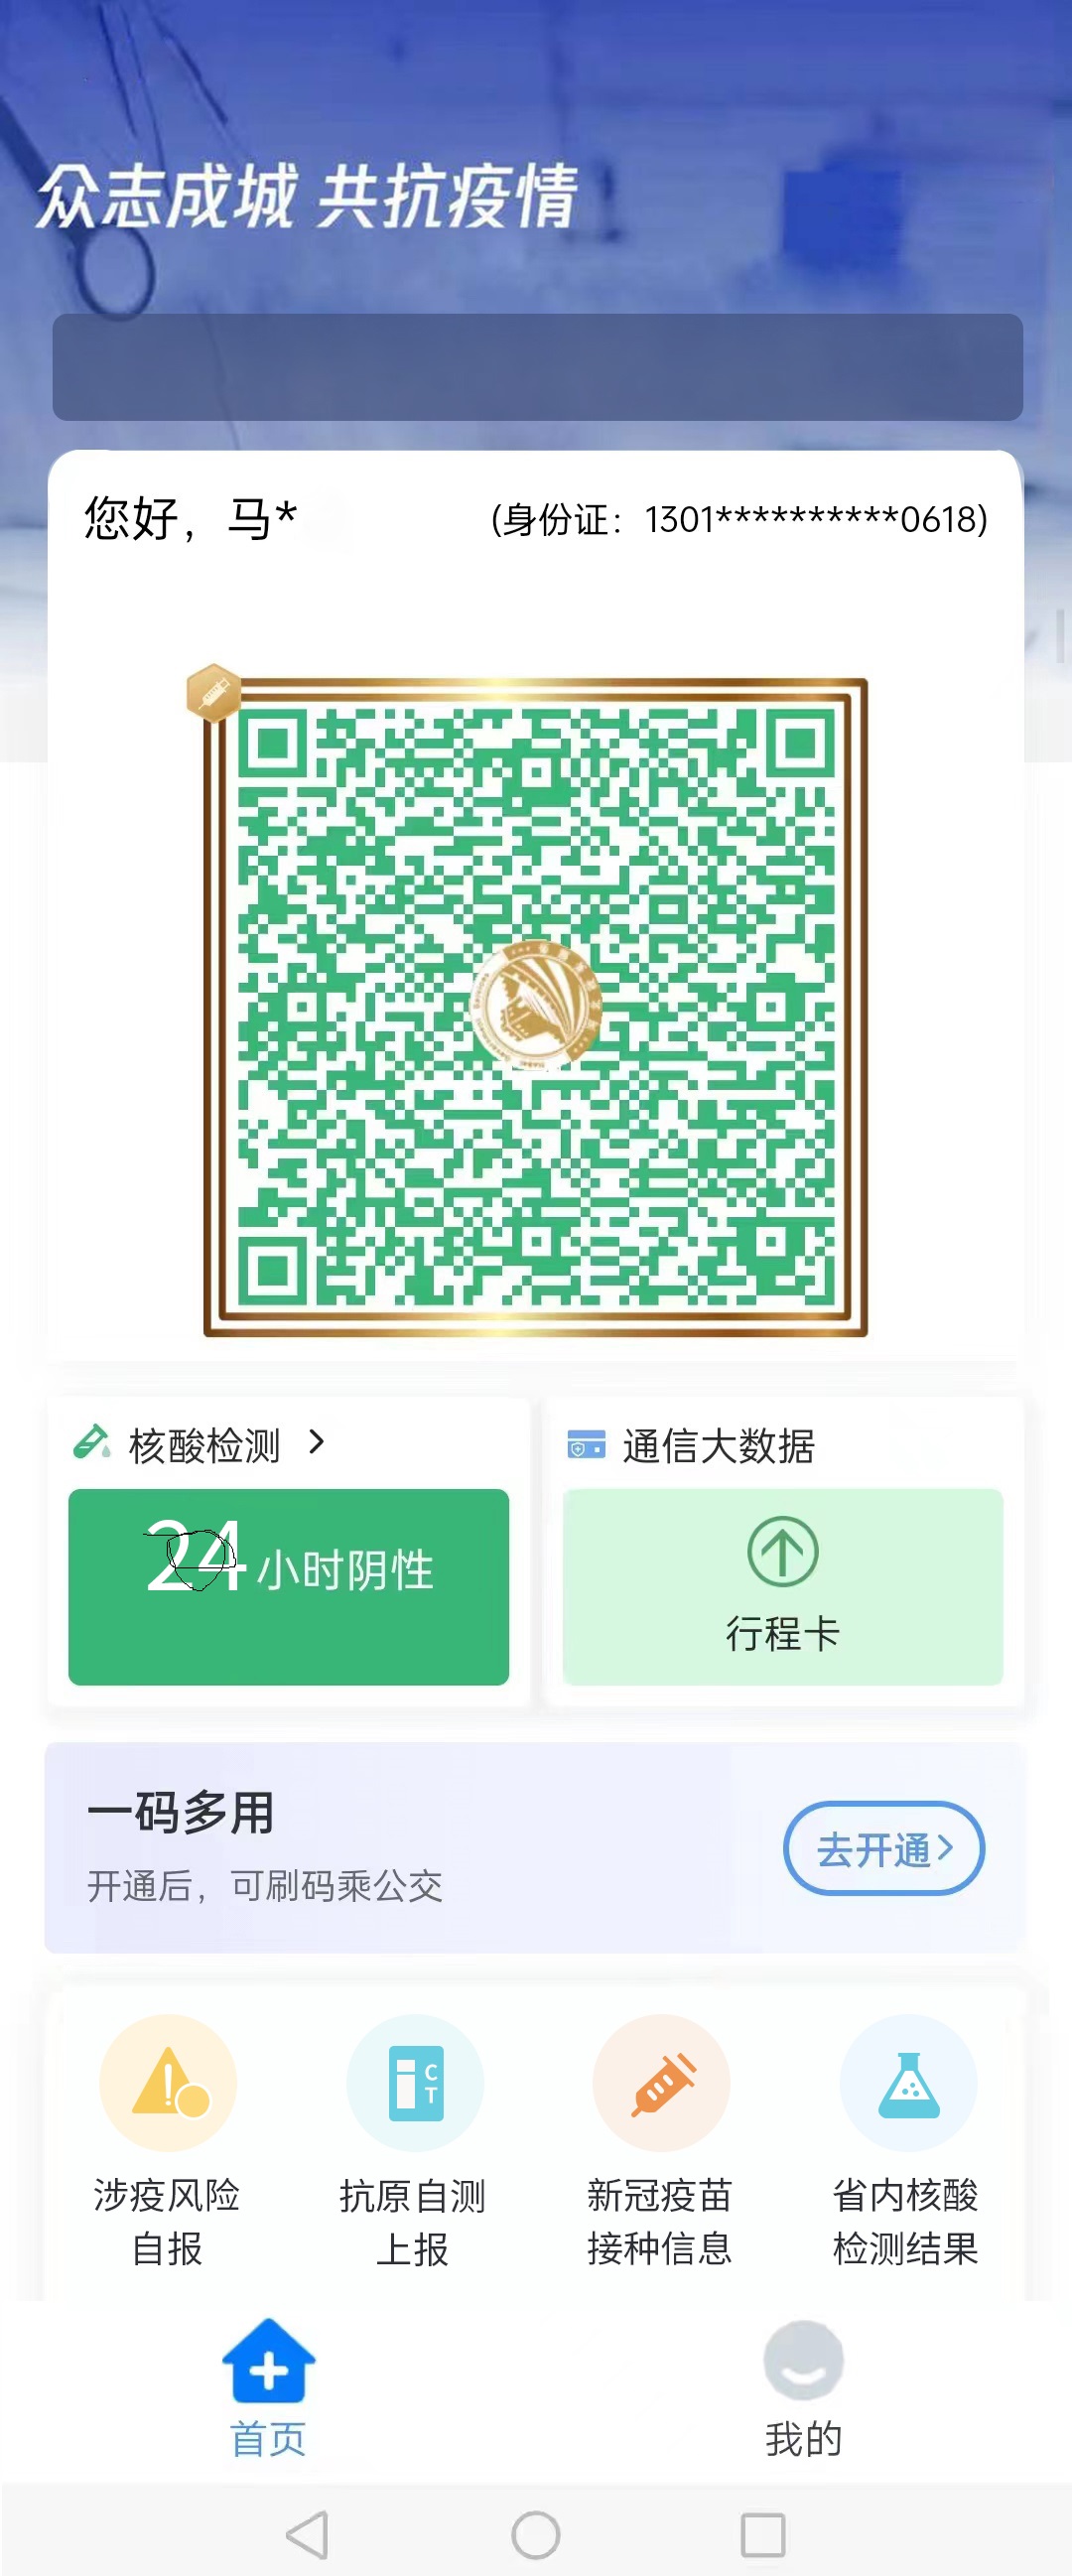 众志成城 共抗疫情
您好，马*
(身份证：1301**********0618)
核酸检测
通信大数据
24小时阴性
行程卡
一码多用
开通后，可刷码乘公交
去开通
CT
涉疫风险
自报
抗原自测
上报
新冠疫苗
接种信息
省内核酸
检测结果
首页
我的